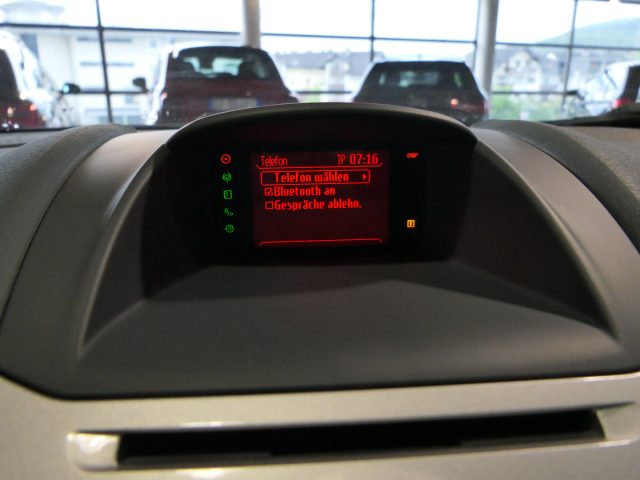 Telefon TP 07:16
Telefon wählen
Bluetooth an
Gespräche ablehn.